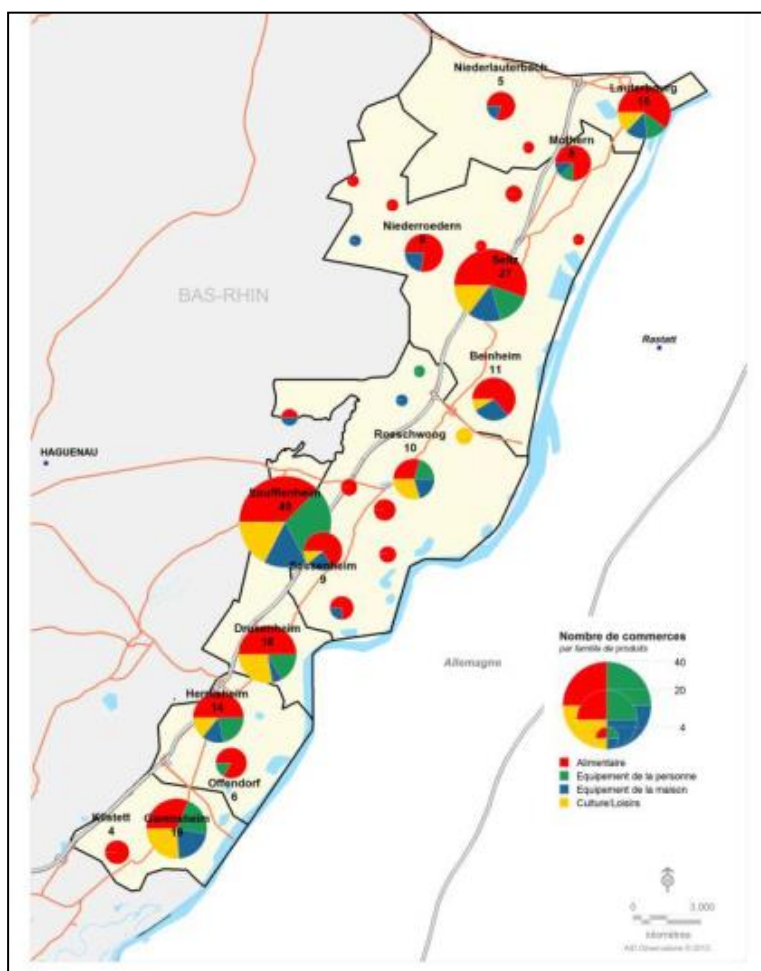 Niederlauterbach
5
Lauterbourg
Mothern
Niederroedern
Seltz
27
BAS-RHIN
Rastatt
Beinheim
11
HAGUENAU
Roeschwoog
10
Soufflenheim
Sessenheim
9
Drusenheim
Herrlisheim
14
Offendorf
6
Kilstett
4
Gambsheim
19
Allemagne
Nombre de commerces
par famille de produits
40
20
4
Alimentaire
Equipement de la personne
Equipement de la maison
Culture/Loisirs
0 3.000
kilomètres